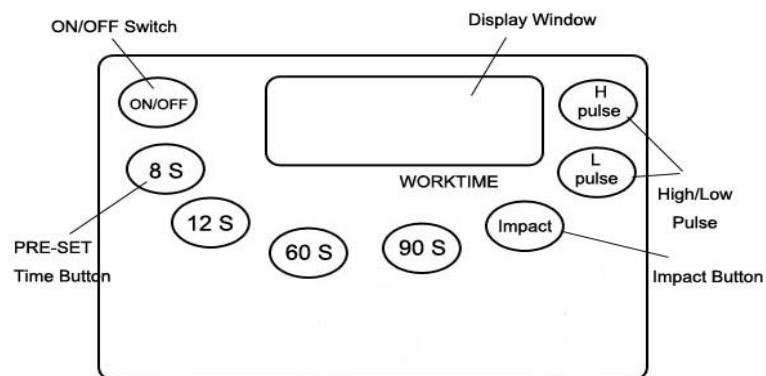 ON/OFF Switch
Display Window
ON/OFF
H
pulse
8 S
L
pulse
WORKTIME
High/Low
Pulse
12 S
Impact
60 S
90 S
PRE-SET
Time Button
Impact Button